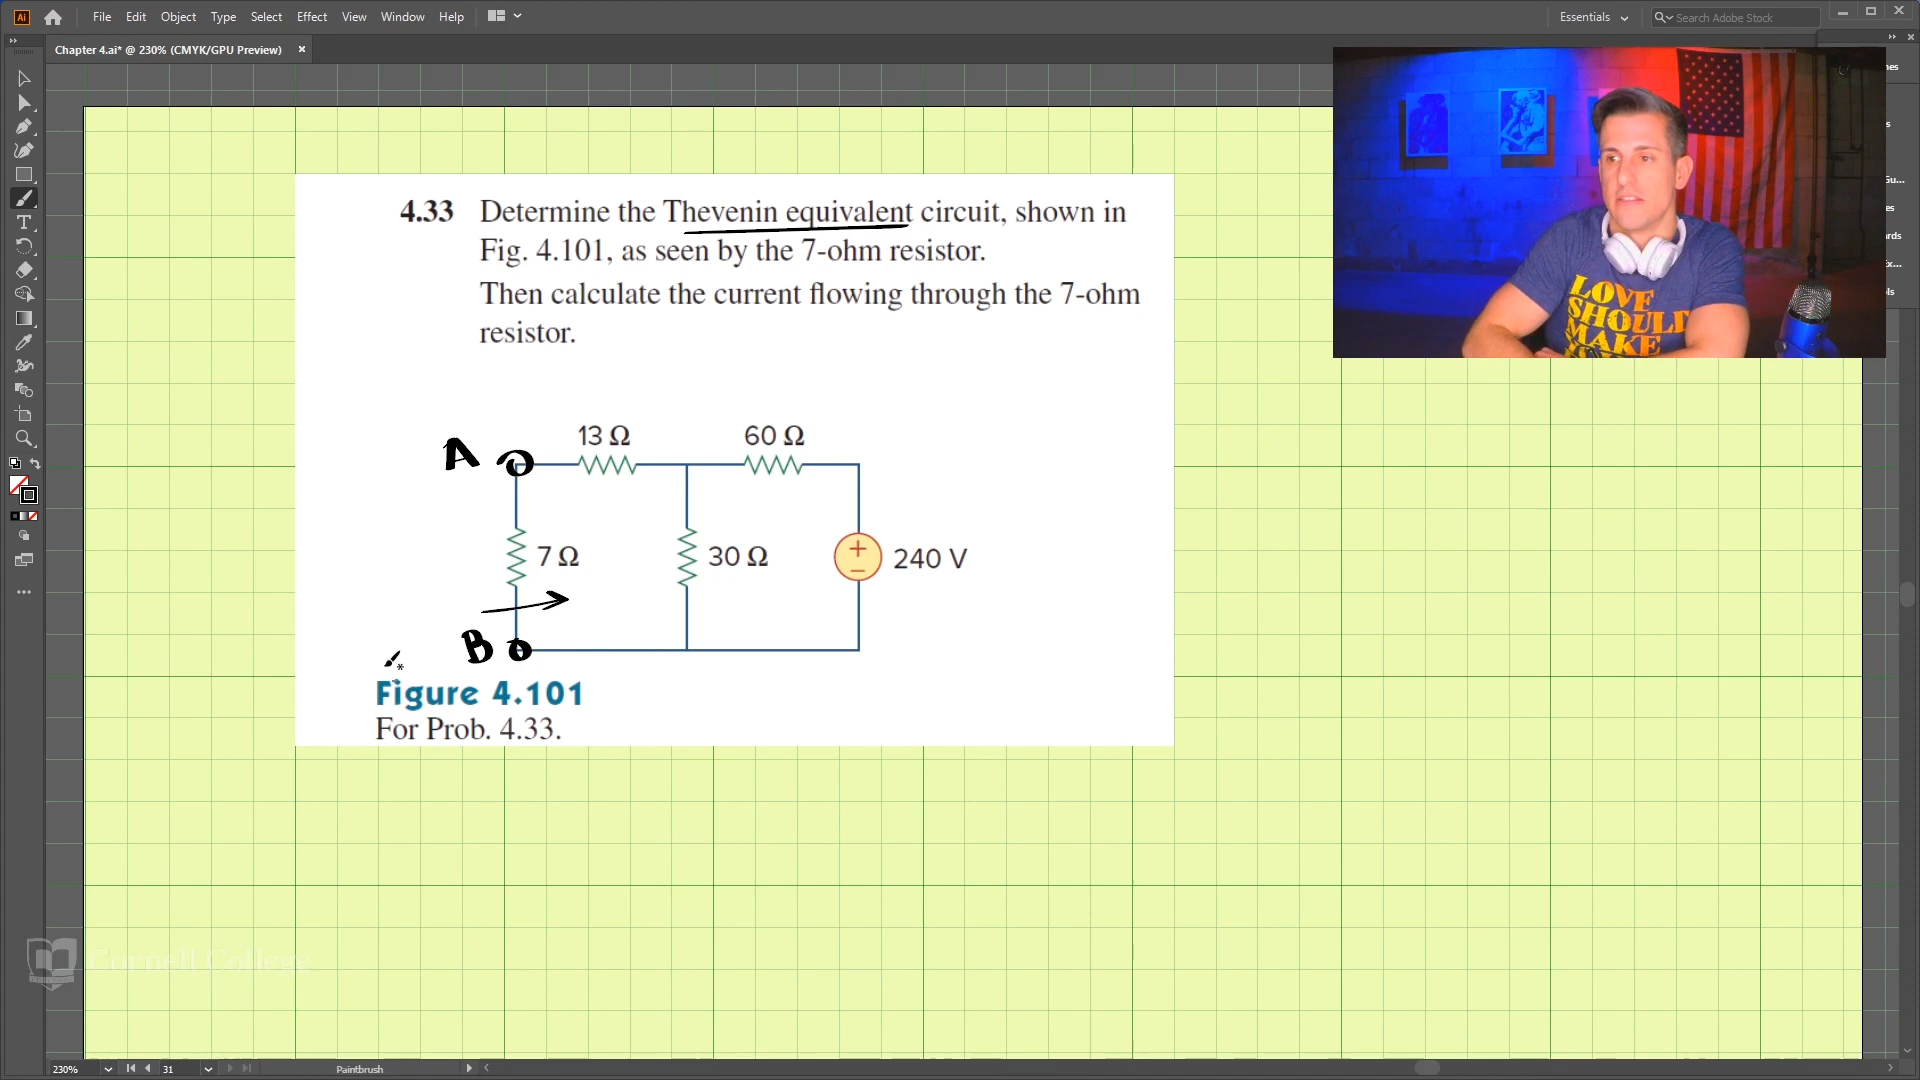 File Edit Object Type Select Effect View Window Help
Essentials
Search Adobe Stock
Chapter 4.ai* @ 230% (CMYK/GPU Preview)
4.33 Determine the Thevenin equivalent circuit, shown in
Fig. 4.101, as seen by the 7-ohm resistor.
Then calculate the current flowing through the 7-ohm
resistor.
LOVE
SHOULD
MAKE
13 Ω
60 Ω
A
7 Ω
30 Ω
240 V
B
Figure 4.101
For Prob. 4.33.
Cornell College
230%
31
Paintbrush